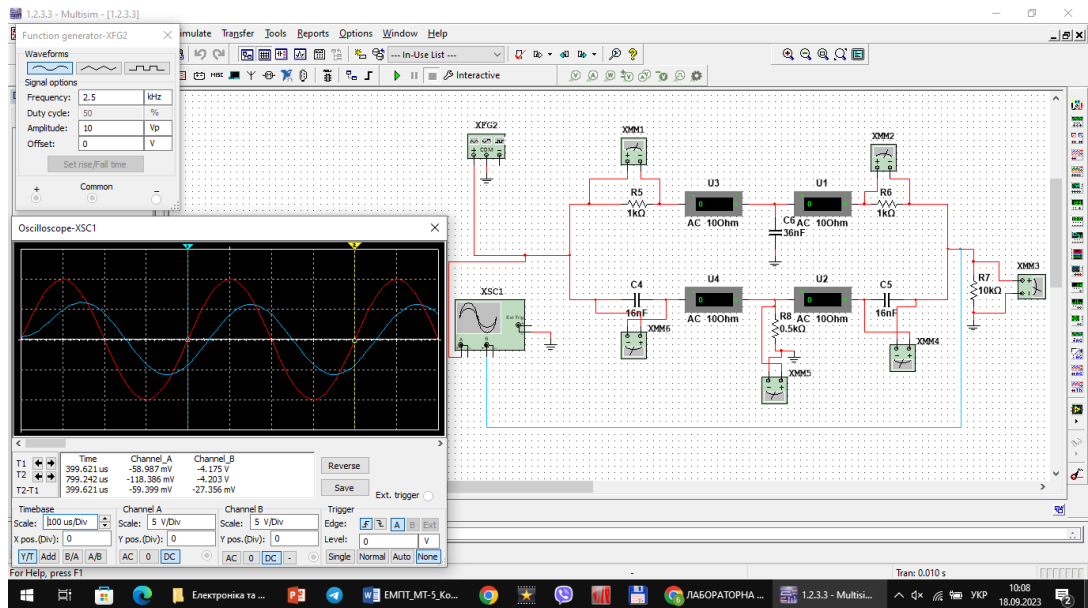 1.2.3.3 - Multisim - [1.2.3.3]
Function generator-XFG2
Simulate Transfer Tools Reports Options Window Help
Waveforms
--- In-Use List ---
Interactive
Signal options
Frequency: 2.5 kHz
Duty cycle: 50 %
Amplitude: 10 Vp
Offset: 0 V
Set rise/Fall time
+ Common −
XFG2
COM
XMM1
XMM2
R5
1kΩ
U3
0
AC 10Ohm
C6
36nF
U1
0
AC 10Ohm
R6
1kΩ
Oscilloscope-XSC1
XSC1
Ext Trig
A
B
C4
16nF
XMM6
U4
0
AC 10Ohm
R8
0.5kΩ
U2
0
AC 10Ohm
C5
16nF
XMM4
R7
10kΩ
XMM3
XMM5
Time Channel_A Channel_B
T1 399.621 us -58.987 mV -4.175 V
T2 799.242 us -118.386 mV -4.203 V
T2-T1 399.621 us -59.399 mV -27.356 mV
Reverse
Save
Ext. trigger
Timebase Channel A Channel B Trigger
Scale: 100 us/Div Scale: 5 V/Div Scale: 5 V/Div Edge: A B Ext
X pos.(Div): 0 Y pos.(Div): 0 Y pos.(Div): 0 Level: 0 V
Y/T Add B/A A/B AC 0 DC AC 0 DC - Single Normal Auto None
For Help, press F1
-
Tran: 0.010 s
Електроніка та ...
ЕМПТ_МТ-5_Ко...
ЛАБОРАТОРНА ...
1.2.3.3 - Multisi...
УКР
10:08
18.09.2023
2